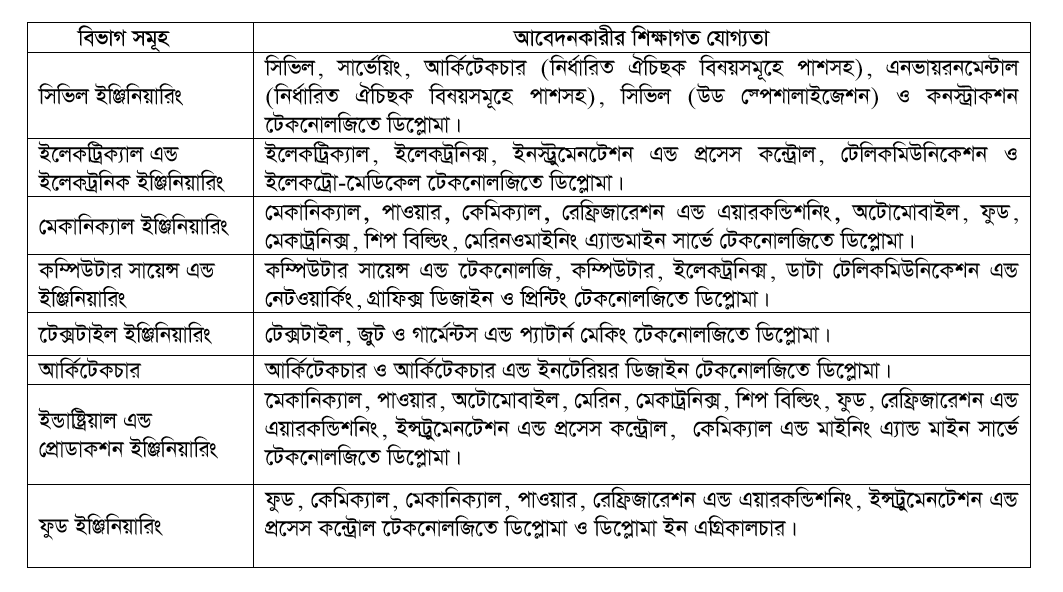 বিভাগ সমূহ
আবেদনকারীর শিক্ষাগত যোগ্যতা
সিভিল ইঞ্জিনিয়ারিং
সিভিল, সার্ভেয়িং, আর্কিটেকচার (নির্ধারিত ঐচিছক বিষয়সমূহে পাশসহ), এনভায়রনমেন্টাল
(নির্ধারিত ঐচিছক বিষয়সমূহে পাশসহ), সিভিল (উড স্পেশালাইজেশন) ও কনস্ট্রাকশন
টেকনোলজিতে ডিপ্লোমা।
ইলেকট্রিক্যাল এন্ড
ইলেকট্রনিক ইঞ্জিনিয়ারিং
ইলেকট্রিক্যাল, ইলেকট্রনিক্স, ইনস্ট্রুমেনটেশন এন্ড প্রসেস কন্ট্রোল, টেলিকমিউনিকেশন ও
ইলেকট্রো-মেডিকেল টেকনোলজিতে ডিপ্লোমা।
মেকানিক্যাল ইঞ্জিনিয়ারিং
মেকানিক্যাল, পাওয়ার, কেমিক্যাল, রেফ্রিজারেশন এন্ড এয়ারকন্ডিশনিং, অটোমোবাইল, ফুড,
মেকাট্রনিক্স, শিপ বিল্ডিং, মেরিনওমাইনিং এ্যান্ডমাইন সার্ভে টেকনোলজিতে ডিপ্লোমা।
কম্পিউটার সায়েন্স এন্ড
ইঞ্জিনিয়ারিং
কম্পিউটার সায়েন্স এন্ড টেকনোলজি, কম্পিউটার, ইলেকট্রনিক্স, ডাটা টেলিকমিউনিকেশন এন্ড
নেটওয়ার্কিং, গ্রাফিক্স ডিজাইন ও প্রিন্টিং টেকনোলজিতে ডিপ্লোমা।
টেক্সটাইল ইঞ্জিনিয়ারিং
টেক্সটাইল, জুট ও গার্মেন্টস এন্ড প্যাটার্ন মেকিং টেকনোলজিতে ডিপ্লোমা।
আর্কিটেকচার
আর্কিটেকচার ও আর্কিটেকচার এন্ড ইনটেরিয়র ডিজাইন টেকনোলজিতে ডিপ্লোমা।
ইন্ডাষ্ট্রিয়াল এন্ড
প্রোডাকশন ইঞ্জিনিয়ারিং
মেকানিক্যাল, পাওয়ার, অটোমোবাইল, মেরিন, মেকাট্রনিক্স, শিপ বিল্ডিং, ফুড, রেফ্রিজারেশন এন্ড
এয়ারকন্ডিশনিং, ইন্সট্রুমেনটেশন এন্ড প্রসেস কন্ট্রোল, কেমিক্যাল এন্ড মাইনিং এ্যান্ড মাইন সার্ভে
টেকনোলজিতে ডিপ্লোমা।
ফুড ইঞ্জিনিয়ারিং
ফুড, কেমিক্যাল, মেকানিক্যাল, পাওয়ার, রেফ্রিজারেশন এন্ড এয়ারকন্ডিশনিং, ইন্সট্রুমেনটেশন এন্ড
প্রসেস কন্ট্রোল টেকনোলজিতে ডিপ্লোমা ও ডিপ্লোমা ইন এগ্রিকালচার।